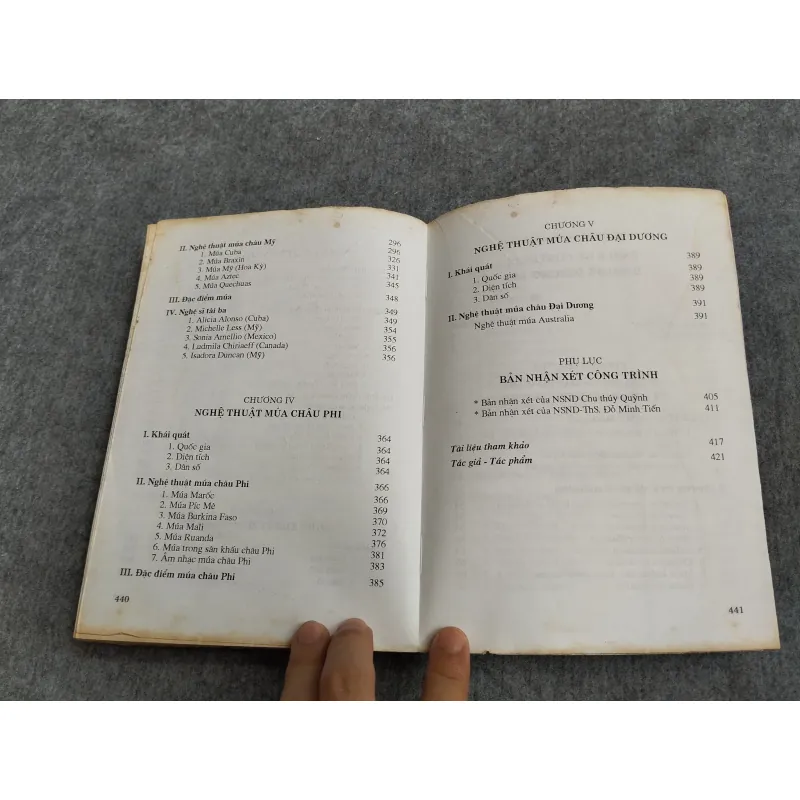 II. Nghệ thuật múa châu Mỹ 296
1. Múa Cuba 296
2. Múa Braxin 326
3. Múa Mỹ (Hoa Kỳ) 331
4. Múa Aztec 341
5. Múa Quechuas 345
III. Đặc điểm múa 348
IV. Nghệ sĩ tài ba 349
1. Alicia Alonso (Cuba) 349
2. Michelle Less (Mỹ) 354
3. Sonia Amellio (Mexico) 355
4. Ludmila Chiriaeff (Canada) 356
5. Isadora Duncan (Mỹ) 356
CHƯƠNG IV
NGHỆ THUẬT MÚA CHÂU PHI
I. Khái quát 364
1. Quốc gia 364
2. Diện tích 364
3. Dân số 364
II. Nghệ thuật múa châu Phi 366
1. Múa Marốc 366
2. Múa Píc Mê 369
3. Múa Burkina Faso 370
4. Múa Mali 372
5. Múa Ruanda 376
6. Múa trong sân khấu châu Phi 381
7. Âm nhạc múa châu Phi 383
III. Đặc điểm múa châu Phi 385
440
CHƯƠNG V
NGHỆ THUẬT MÚA CHÂU ĐẠI DƯƠNG
I. Khái quát 389
1. Quốc gia 389
2. Diện tích 389
3. Dân số 389
II. Nghệ thuật múa châu Đại Dương 391
Nghệ thuật múa Australia 391
PHỤ LỤC
BẢN NHẬN XÉT CÔNG TRÌNH
* Bản nhận xét của NSND Chu thúy Quỳnh 405
* Bản nhận xét của NSND-ThS. Đỗ Minh Tiến 411
Tài liệu tham khảo 417
Tác giả - Tác phẩm 421
441